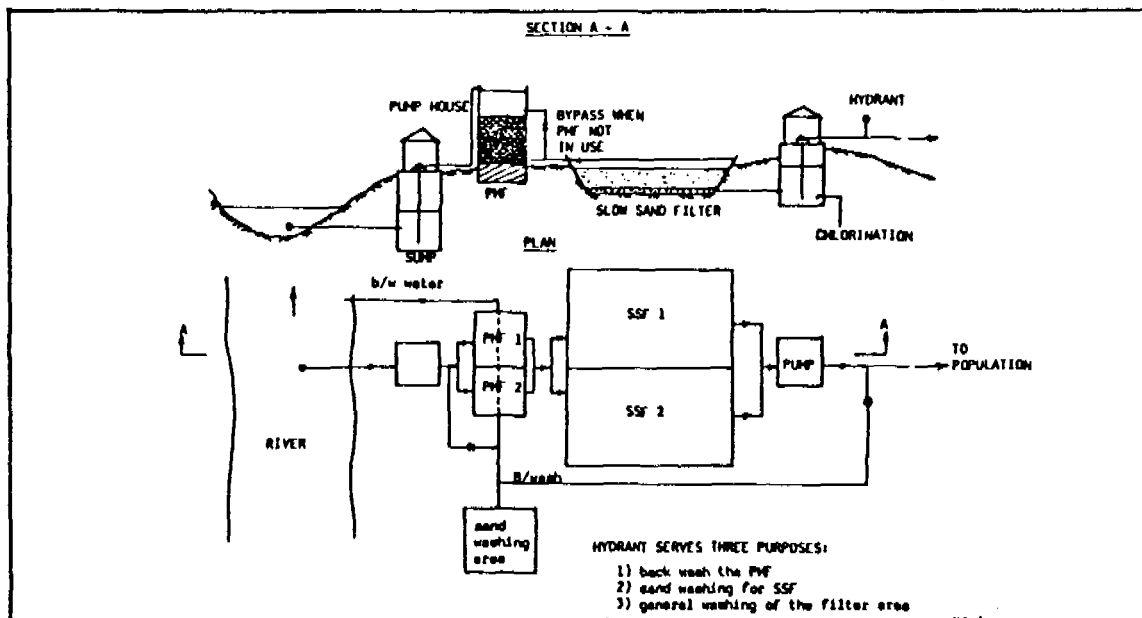 SECTION A - A
PUMP HOUSE
BYPASS WHEN
PHF NOT
IN USE
HYDRANT
PHF
SLOW SAND FILTER
CHLORINATION
SUMP
PLAN
b/w water
A
PHF 1
SSF 1
A
PUMP
TO
POPULATION
PHF 2
SSF 2
RIVER
B/wash
sand
washing
area
HYDRANT SERVES THREE PURPOSES:
1) back wash the PHF
2) sand washing for SSF
3) general washing of the filter area